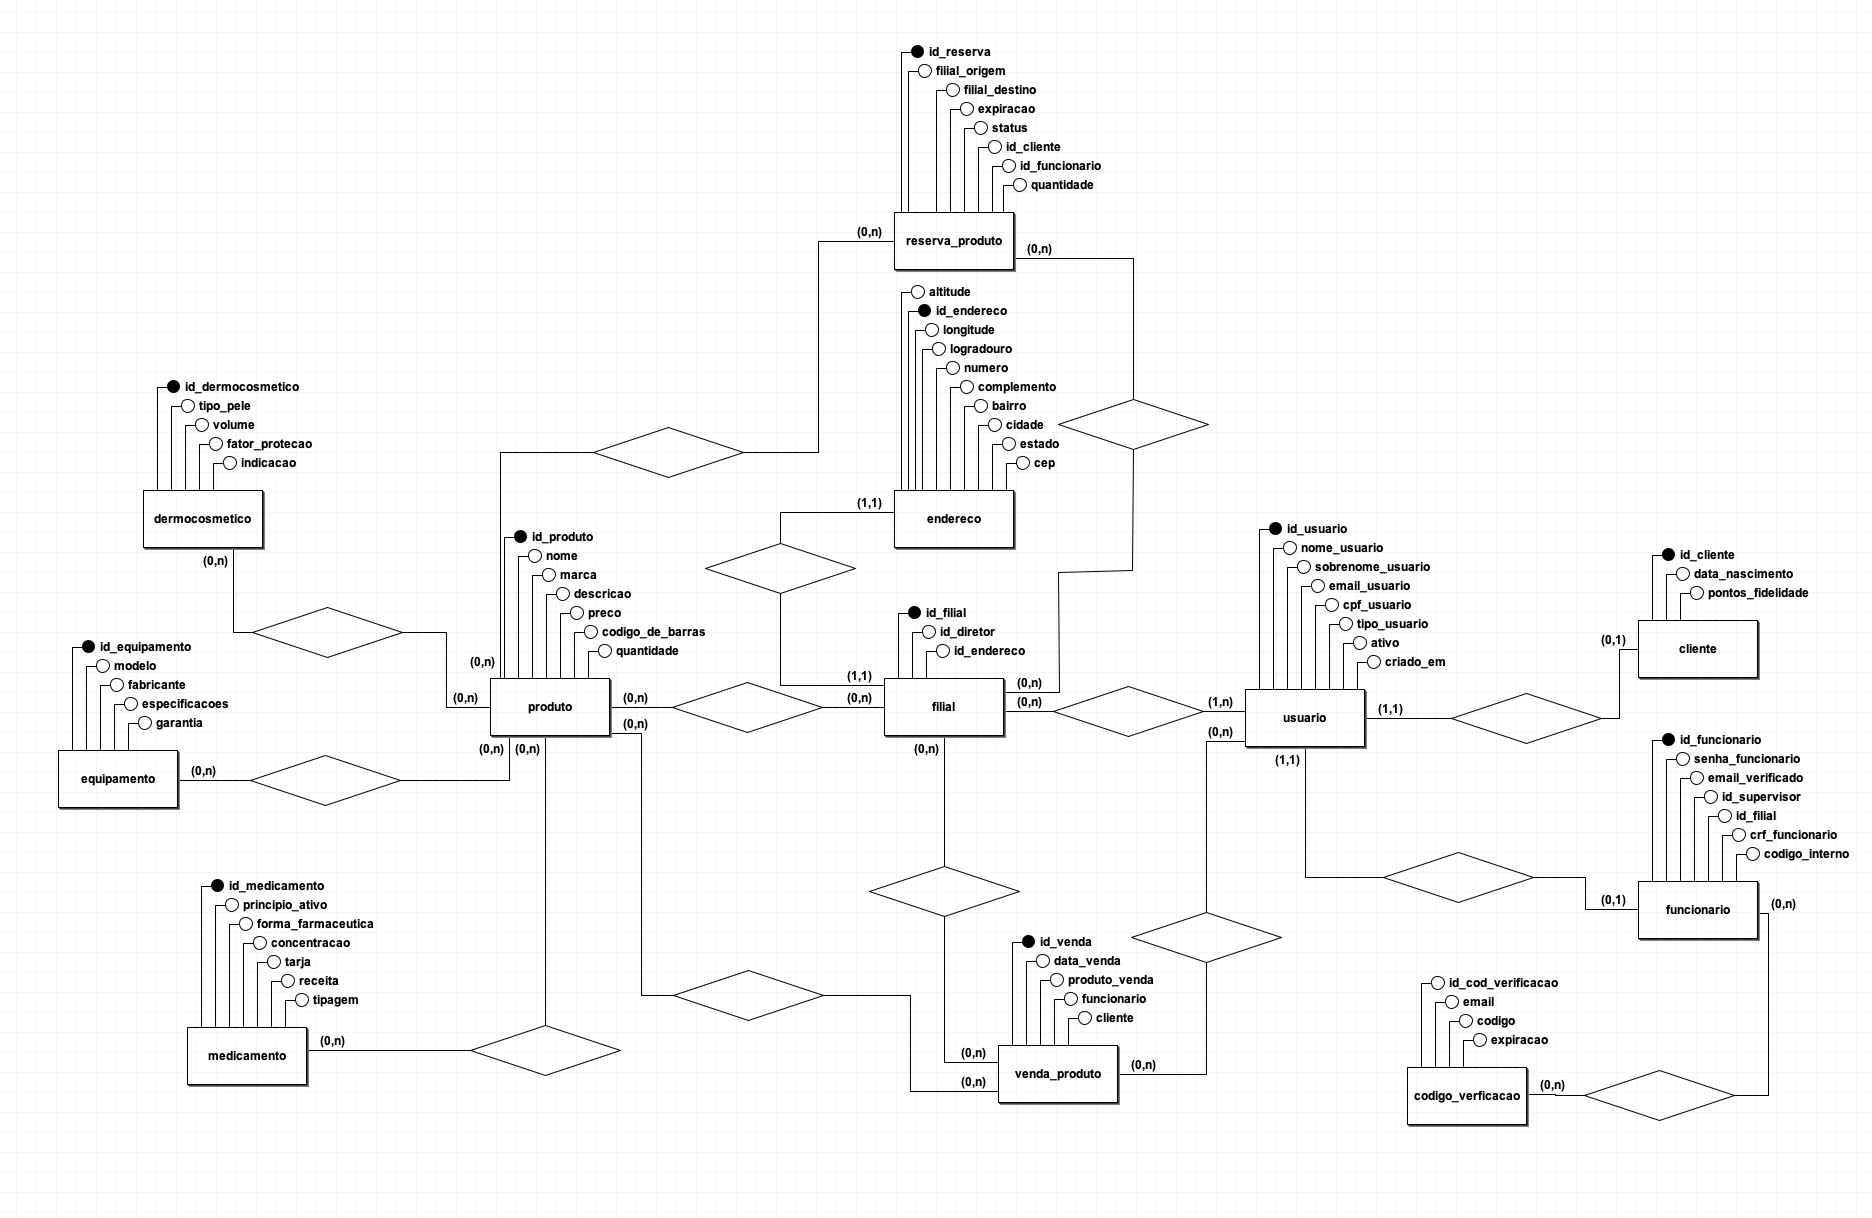 id_reserva
filial_origem
filial_destino
expiracao
status
id_cliente
id_funcionario
quantidade
(0,n)
reserva_produto
(0,n)
altitude
id_endereco
longitude
logradouro
numero
complemento
bairro
cidade
estado
cep
(1,1)
endereco
id_dermocosmetico
tipo_pele
volume
fator_protecao
indicacao
dermocosmetico
(0,n)
id_produto
nome
marca
descricao
preco
codigo_de_barras
quantidade
(0,n)
(0,n)
produto
(0,n)
(0,n)
(0,n)
(0,n)
id_equipamento
modelo
fabricante
especificacoes
garantia
equipamento
(0,n)
id_filial
id_diretor
id_endereco
(1,1)
(0,n)
filial
(0,n)
(0,n)
(0,n)
id_usuario
nome_usuario
sobrenome_usuario
email_usuario
cpf_usuario
tipo_usuario
ativo
criado_em
(1,n)
usuario
(1,1)
(0,n)
(1,1)
id_cliente
data_nascimento
pontos_fidelidade
(0,1)
cliente
id_funcionario
senha_funcionario
email_verificado
id_supervisor
id_filial
crf_funcionario
codigo_interno
(0,1)
funcionario
(0,n)
id_medicamento
principio_ativo
forma_farmaceutica
concentracao
tarja
receita
tipagem
(0,n)
medicamento
id_venda
data_venda
produto_venda
funcionario
cliente
(0,n)
venda_produto
(0,n)
(0,n)
id_cod_verificacao
email
codigo
expiracao
(0,n)
codigo_verficacao